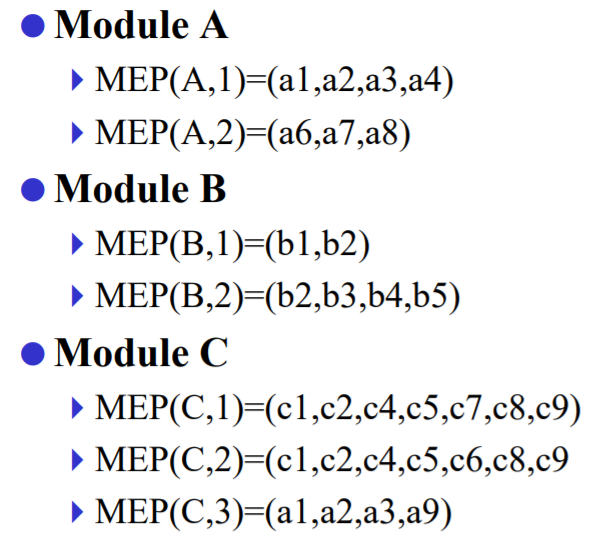 Module A
MEP(A,1)=(a1,a2,a3,a4)
MEP(A,2)=(a6,a7,a8)
Module B
MEP(B,1)=(b1,b2)
MEP(B,2)=(b2,b3,b4,b5)
Module C
MEP(C,1)=(c1,c2,c4,c5,c7,c8,c9)
MEP(C,2)=(c1,c2,c4,c5,c6,c8,c9
MEP(C,3)=(a1,a2,a3,a9)